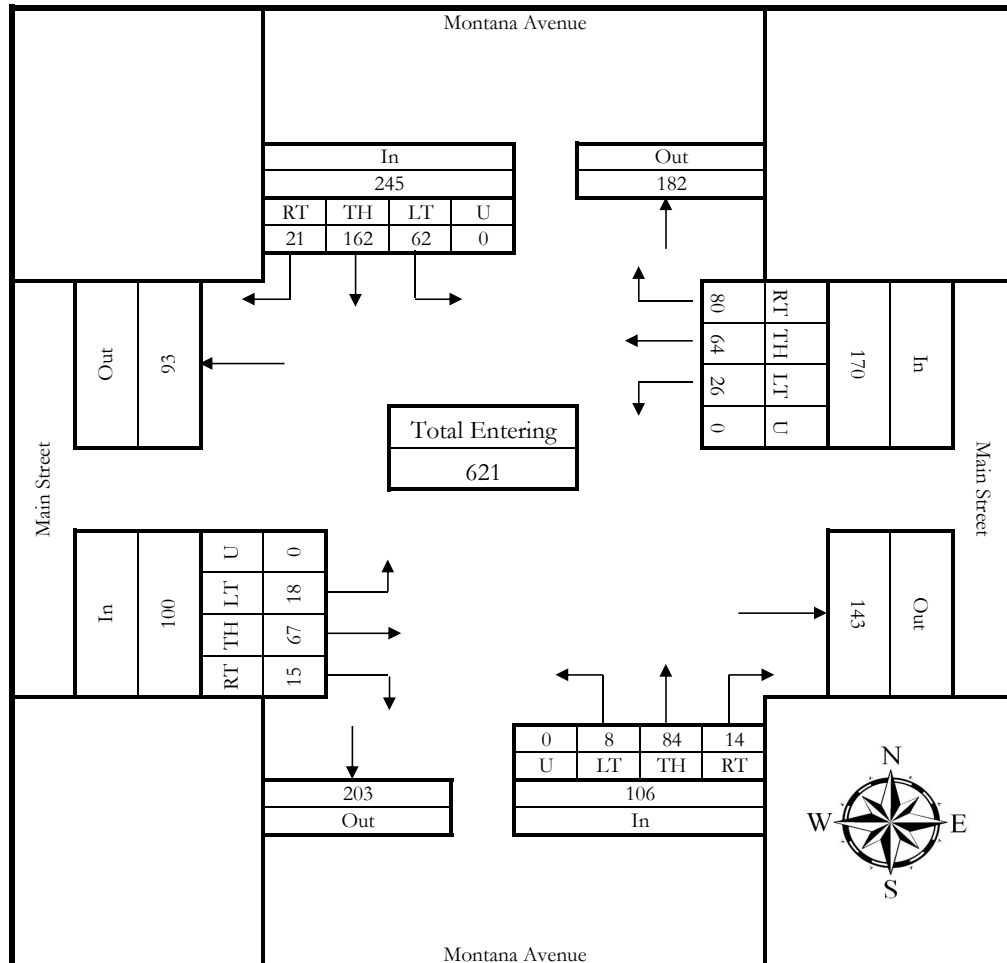 Montana Avenue
In
245
RT TH LT U
21 162 62 0
Out
182
Out 93
80 RT
64 TH
26 LT
0 U
170 In
Total Entering
621
Main Street
Main Street
In 100
U 0
LT 18
TH 67
RT 15
143 Out
0 8 84 14
U LT TH RT
106
In
203
Out
N
W E
S
Montana Avenue